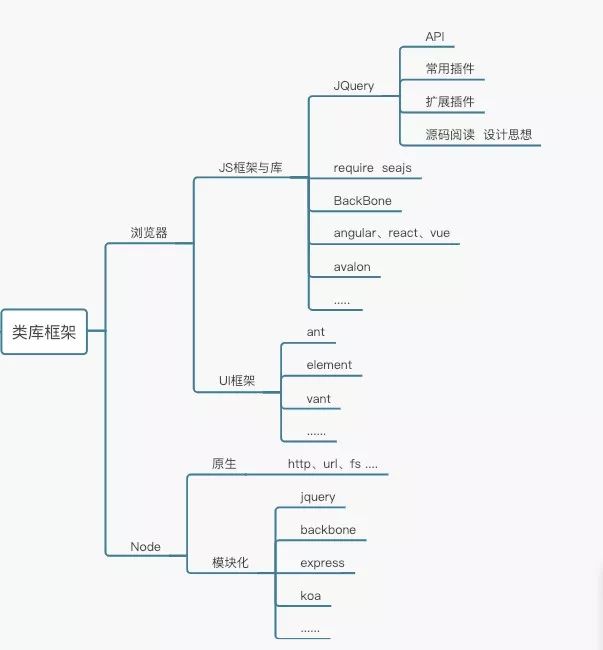 API
常用插件
JQuery
扩展插件
源码阅读 设计思想
JS框架与库
require seajs
BackBone
浏览器
angular、react、vue
avalon
.....
类库框架
ant
element
UI框架
vant
......
原生
http、url、fs ....
jquery
backbone
Node
模块化
express
koa
......